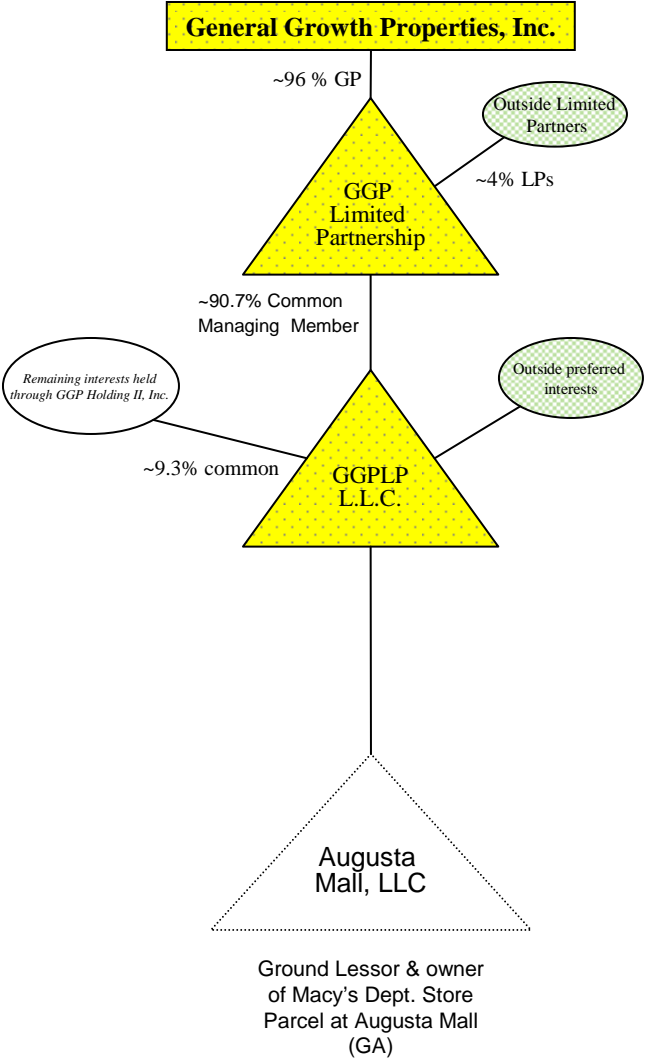 General Growth Properties, Inc.
~96 % GP
Outside Limited
Partners
~4% LPs
GGP
Limited
Partnership
~90.7% Common
Managing Member
Remaining interests held
through GGP Holding II, Inc.
Outside preferred
interests
~9.3% common
GGPLP
L.L.C.
Augusta
Mall, LLC
Ground Lessor & owner
of Macy's Dept. Store
Parcel at Augusta Mall
(GA)